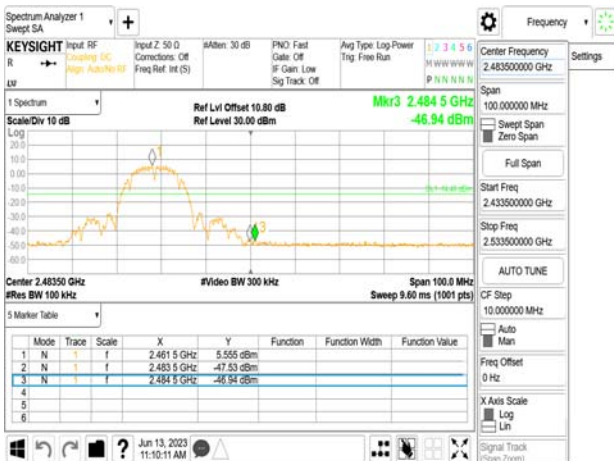 Spectrum Analyzer 1
Swept SA
+
Frequency
KEYSIGHT
R
Input: RF
Coupling: DC
Align: Auto/No RF
Input Z: 50 Ω
Corrections: Off
Freq Ref: Int (S)
#Atten: 30 dB
PNO: Fast
Gate: Off
IF Gain: Low
Sig Track: Off
Avg Type: Log-Power
Trig: Free Run
1 2 3 4 5 6
M W W W W W
P N N N N N
Settings
Center Frequency
2.483500000 GHz
Span
100.000000 MHz
Swept Span
Zero Span
Full Span
Start Freq
2.433500000 GHz
Stop Freq
2.533500000 GHz
AUTO TUNE
CF Step
10.000000 MHz
Auto
Man
Freq Offset
0 Hz
X Axis Scale
Log
Lin
Signal Track
(Span Zoom)
1 Spectrum
Scale/Div 10 dB
Ref Lvl Offset 10.80 dB
Ref Level 30.00 dBm
Mkr3 2.484 5 GHz
-46.94 dBm
Log
20.0
10.0
0.00
-10.0
-20.0
-30.0
-40.0
-50.0
-60.0
1
3
Center 2.48350 GHz
#Res BW 100 kHz
#Video BW 300 kHz
Span 100.0 MHz
Sweep 9.60 ms (1001 pts)
5 Marker Table
Mode Trace Scale X Y Function Function Width Function Value
1 N 1 f 2.461 5 GHz 5.555 dBm
2 N 1 f 2.483 5 GHz -47.53 dBm
3 N 1 f 2.484 5 GHz -46.94 dBm
4
5
6
?
Jun 13, 2023
11:10:11 AM